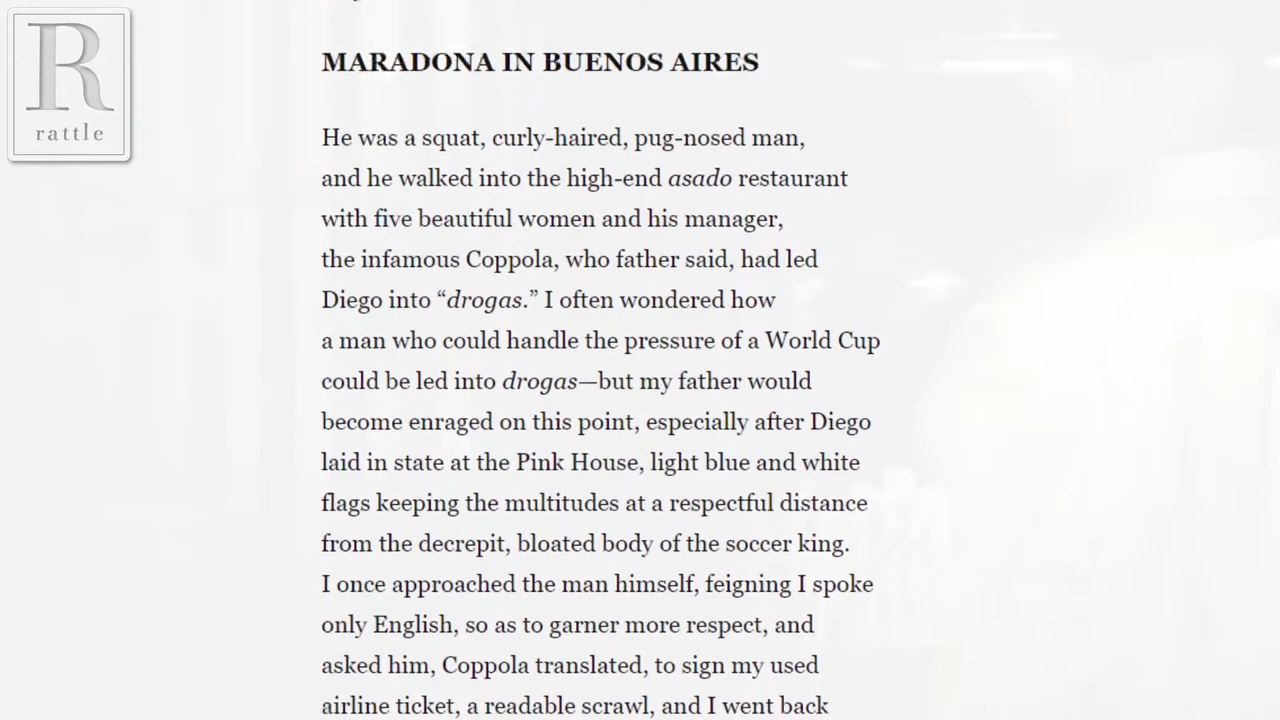 R
rattle
MARADONA IN BUENOS AIRES
He was a squat, curly-haired, pug-nosed man,
and he walked into the high-end asado restaurant
with five beautiful women and his manager,
the infamous Coppola, who father said, had led
Diego into “drogas.” I often wondered how
a man who could handle the pressure of a World Cup
could be led into drogas—but my father would
become enraged on this point, especially after Diego
laid in state at the Pink House, light blue and white
flags keeping the multitudes at a respectful distance
from the decrepit, bloated body of the soccer king.
I once approached the man himself, feigning I spoke
only English, so as to garner more respect, and
asked him, Coppola translated, to sign my used
airline ticket, a readable scrawl, and I went back